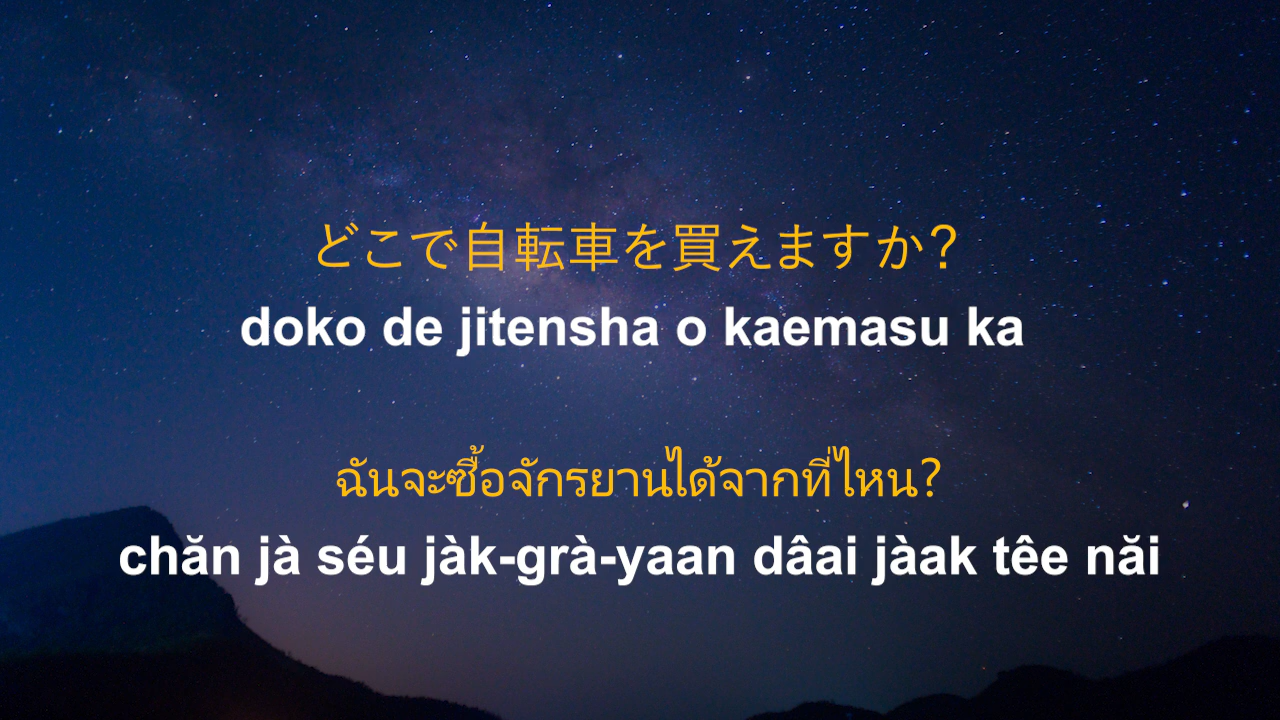 どこで自転車を買えますか?
doko de jitensha o kaemasu ka
ฉันจะซื้อจักรยานได้จากที่ไหน?
chăn jà séu jàk-grà-yaan dâai jàak têe năi